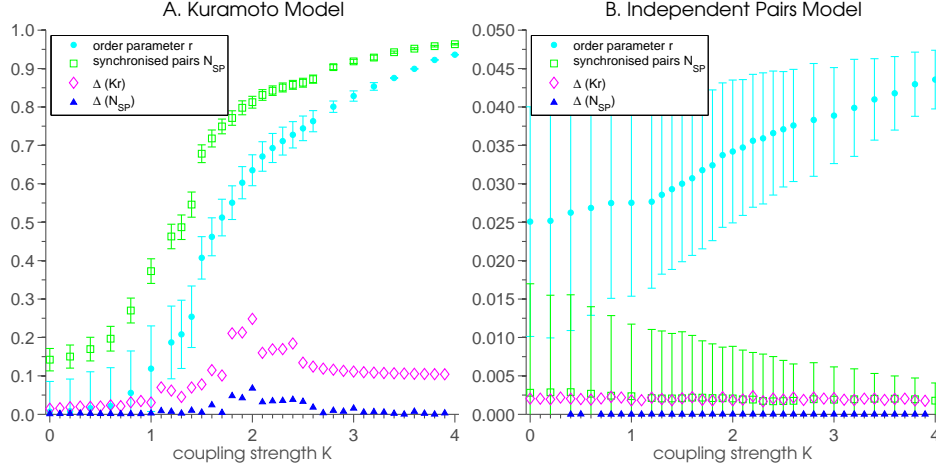 A. Kuramoto Model
1.0
0.9
0.8
0.7
0.6
0.5
0.4
0.3
0.2
0.1
0.0
order parameter r
synchronised pairs N_SP
Δ (Kr)
Δ (N_SP)
0 1 2 3 4
coupling strength K
B. Independent Pairs Model
0.050
0.045
0.040
0.035
0.030
0.025
0.020
0.015
0.010
0.005
0.000
order parameter r
synchronised pairs N_SP
Δ (Kr)
Δ (N_SP)
0 1 2 3 4
coupling strength K